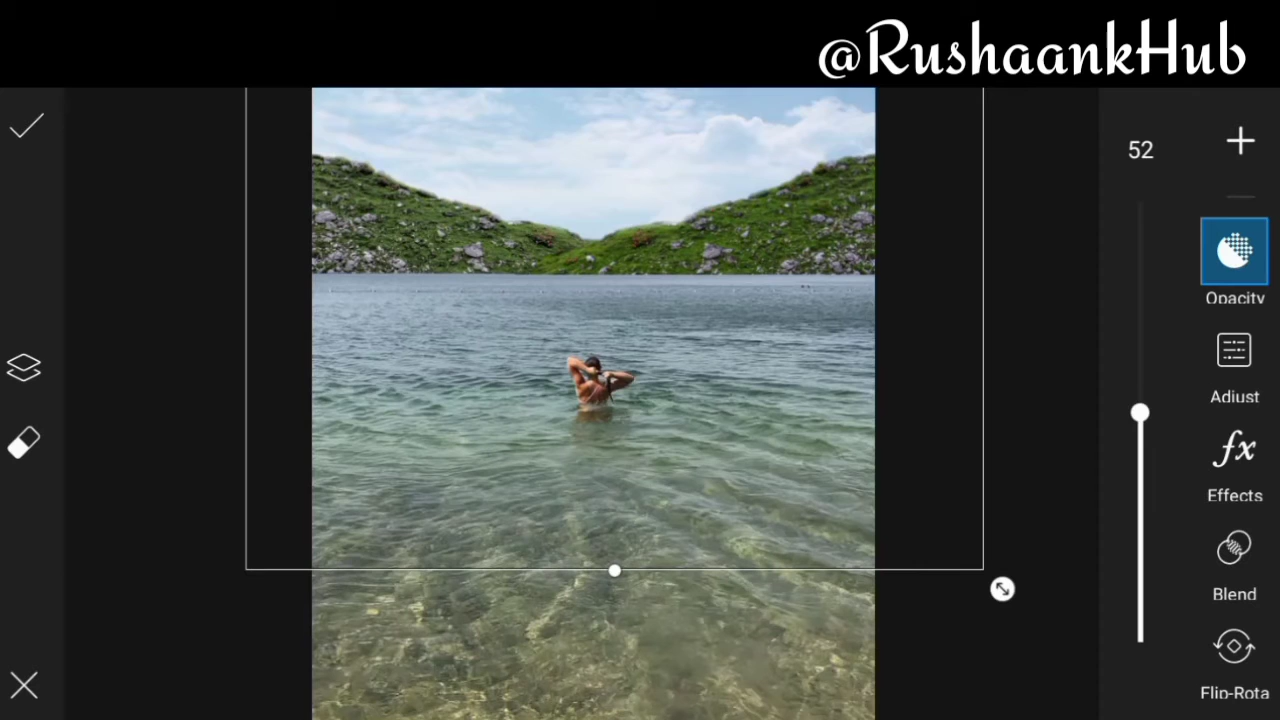 @RushaankHub
52
Opacity
Adjust
fx
Effects
Blend
Flip-Rota